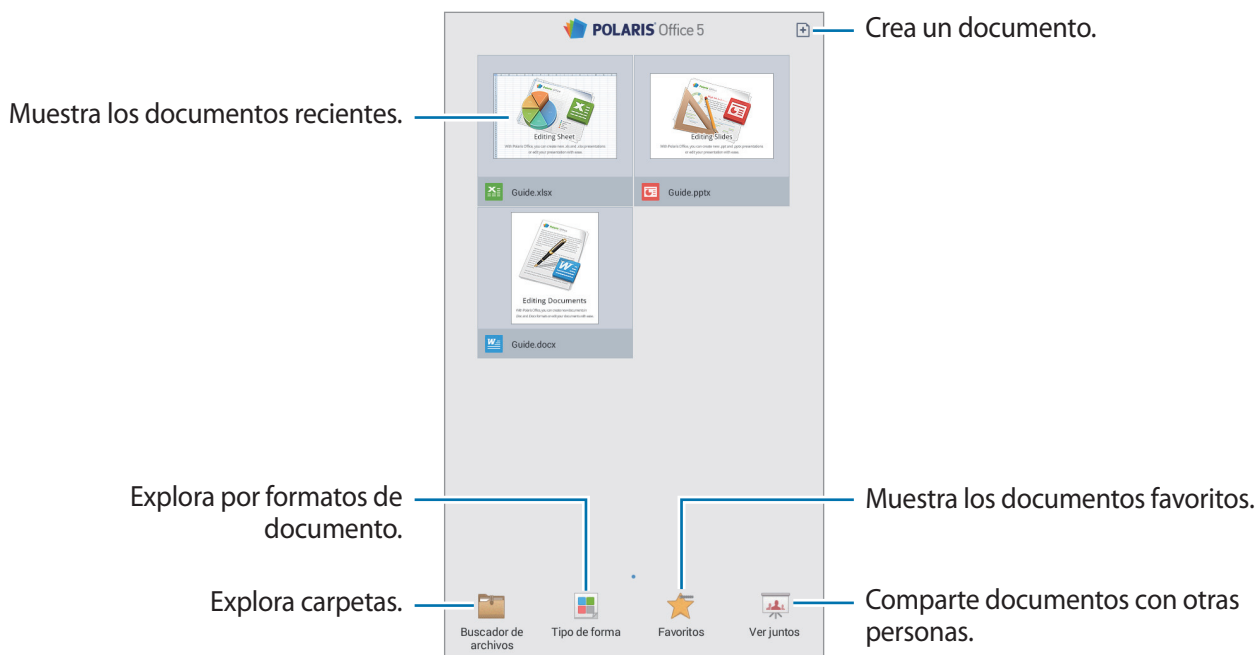 POLARIS Office 5
Crea un documento.
Muestra los documentos recientes.
Editing Sheet
Editing Slides
Guide.xlsx
Guide.pptx
Editing Documents
Guide.docx
Explora por formatos de
documento.
Muestra los documentos favoritos.
Explora carpetas.
Comparte documentos con otras
personas.
Buscador de
archivos
Tipo de forma
Favoritos
Ver juntos